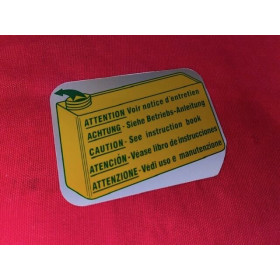 ATTENTION Voir notice d'entretien
ACHTUNG - Siehe Betriebs-Anleitung
CAUTION - See instruction book
ATENCIÓN - Vease libro de instrucciones
ATTENZIONE - Vedi uso e manutenzione